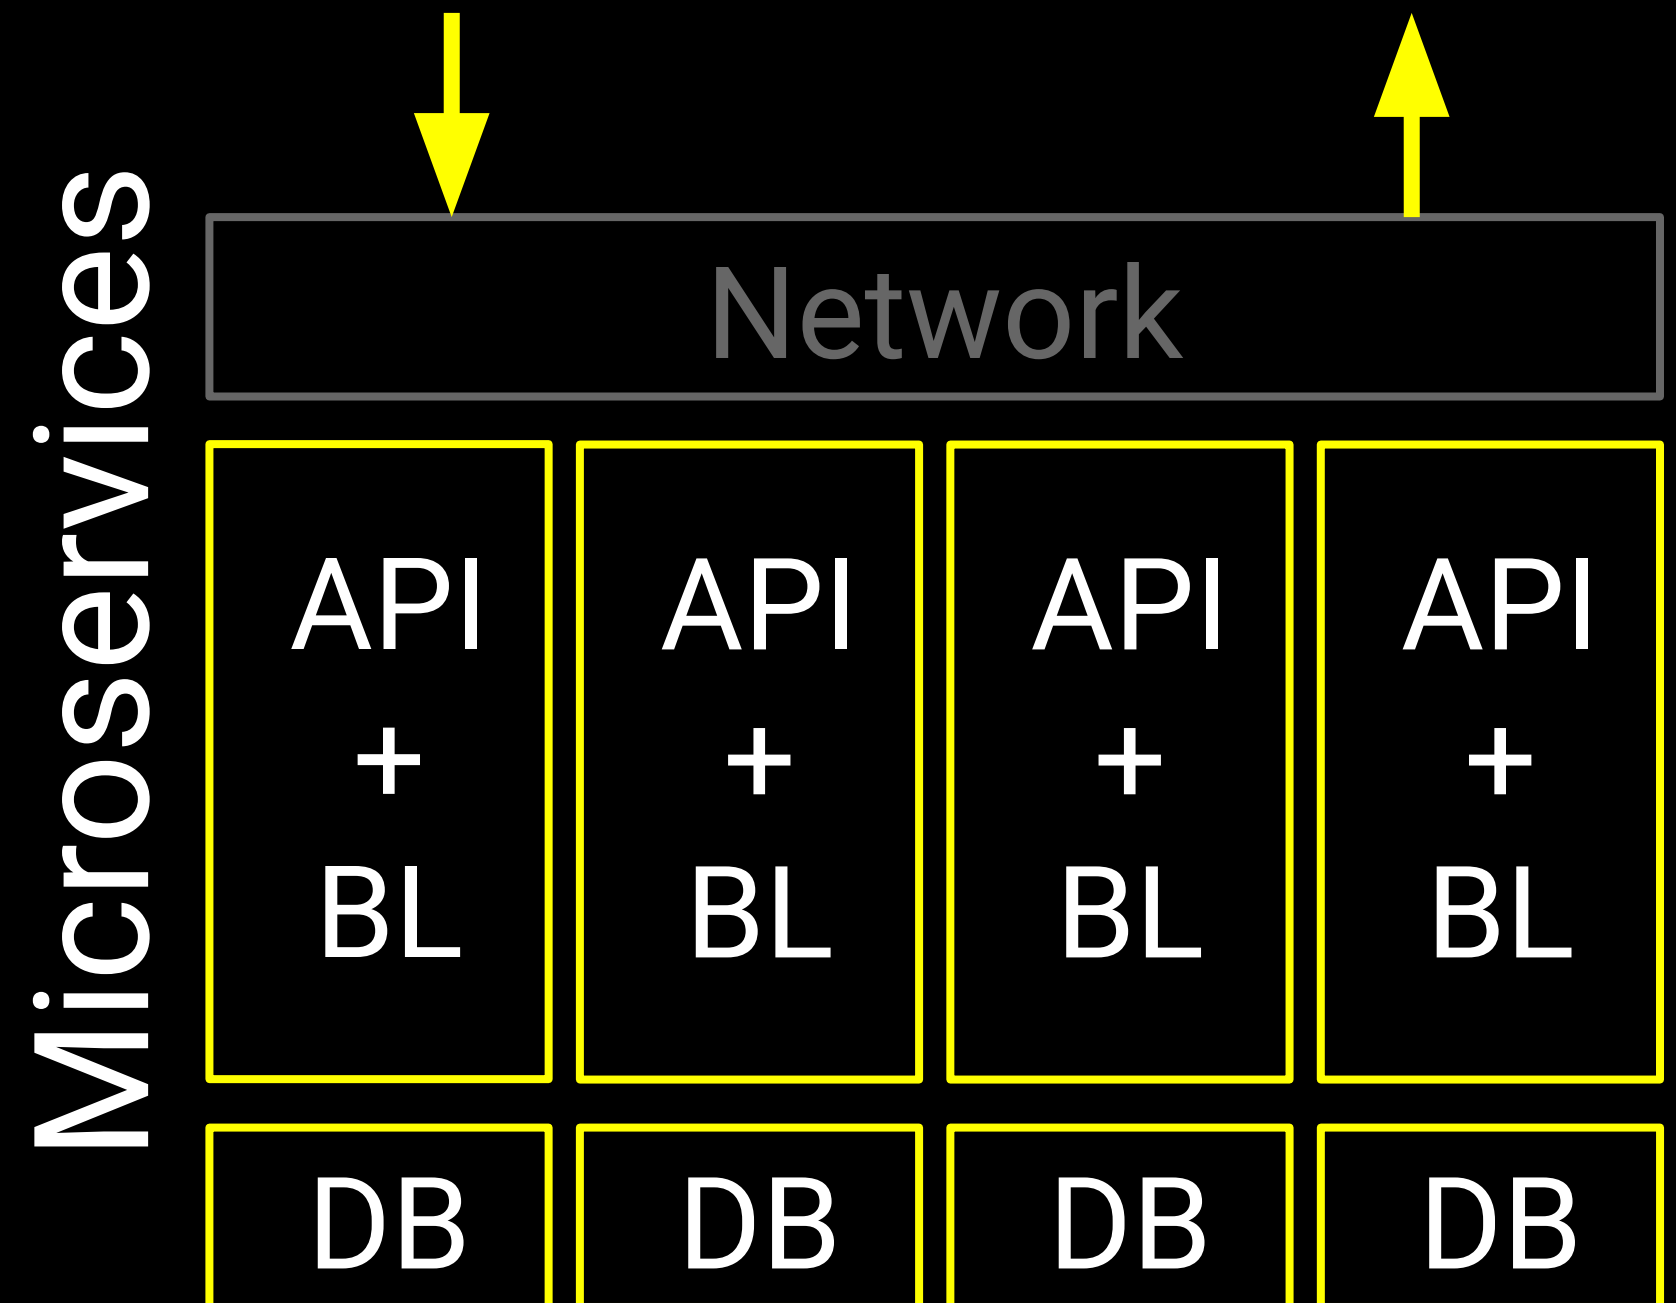 Microservices
Network
API
+
BL
API
+
BL
API
+
BL
API
+
BL
DB
DB
DB
DB